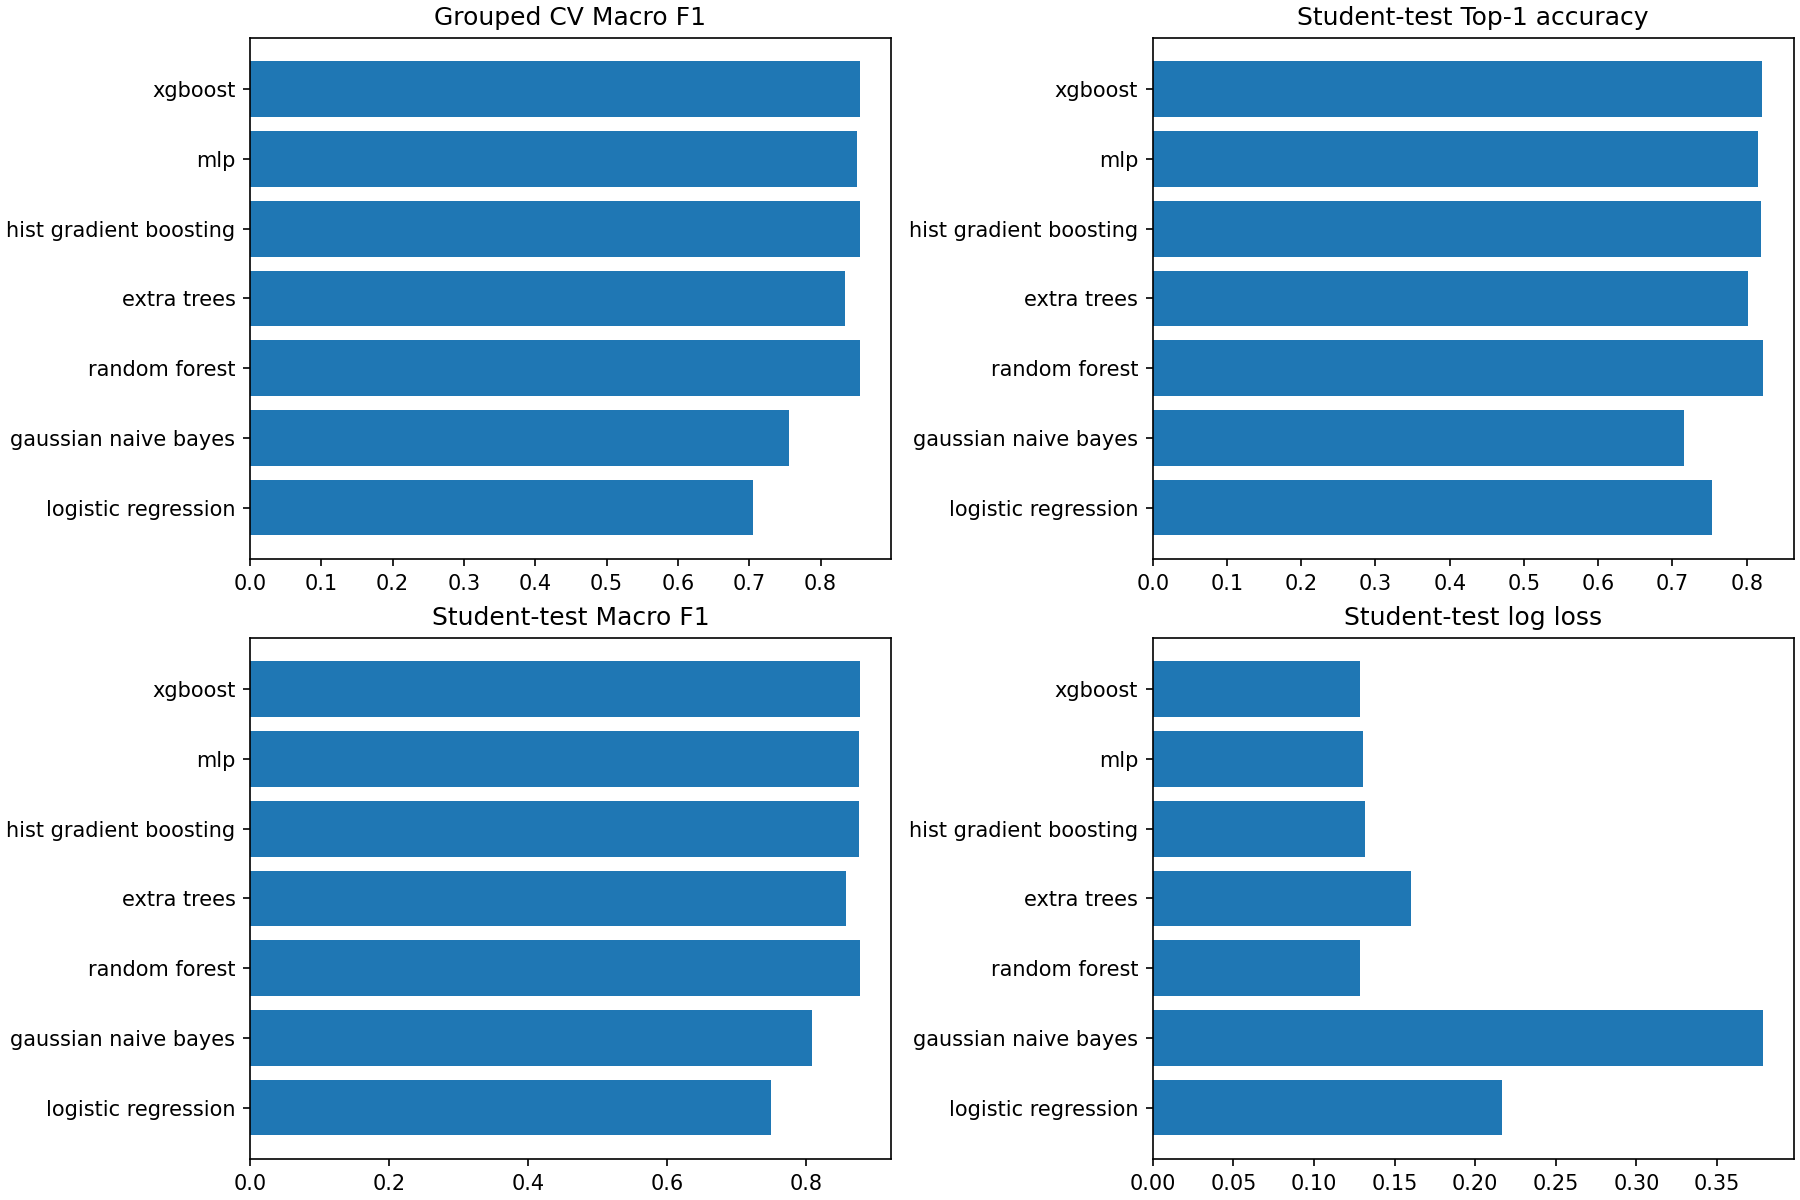 Grouped CV Macro F1
xgboost
mlp
hist gradient boosting
extra trees
random forest
gaussian naive bayes
logistic regression
0.0 0.1 0.2 0.3 0.4 0.5 0.6 0.7 0.8
Student-test Top-1 accuracy
xgboost
mlp
hist gradient boosting
extra trees
random forest
gaussian naive bayes
logistic regression
0.0 0.1 0.2 0.3 0.4 0.5 0.6 0.7 0.8
Student-test Macro F1
xgboost
mlp
hist gradient boosting
extra trees
random forest
gaussian naive bayes
logistic regression
0.0 0.2 0.4 0.6 0.8
Student-test log loss
xgboost
mlp
hist gradient boosting
extra trees
random forest
gaussian naive bayes
logistic regression
0.00 0.05 0.10 0.15 0.20 0.25 0.30 0.35